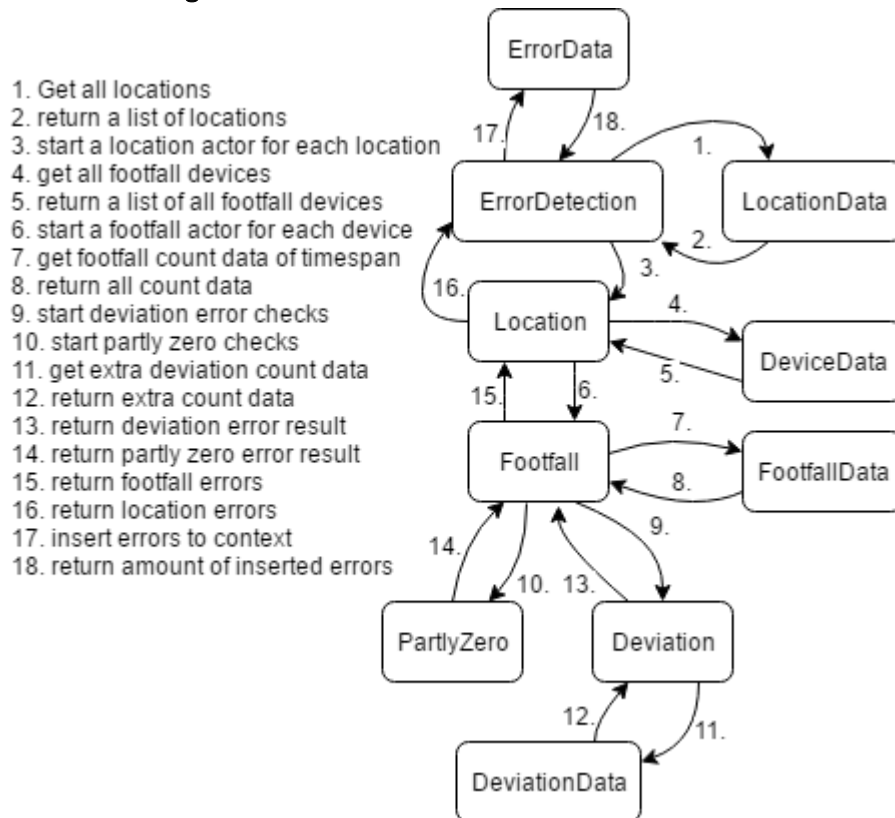 1. Get all locations
2. return a list of locations
3. start a location actor for each location
4. get all footfall devices
5. return a list of all footfall devices
6. start a footfall actor for each device
7. get footfall count data of timespan
8. return all count data
9. start deviation error checks
10. start partly zero checks
11. get extra deviation count data
12. return extra count data
13. return deviation error result
14. return partly zero error result
15. return footfall errors
16. return location errors
17. insert errors to context
18. return amount of inserted errors
ErrorData
17.
18.
1.
ErrorDetection
LocationData
2.
3.
16.
Location
4.
5.
DeviceData
15.
6.
7.
Footfall
8.
FootfallData
9.
14.
10.
13.
PartlyZero
Deviation
12.
11.
DeviationData